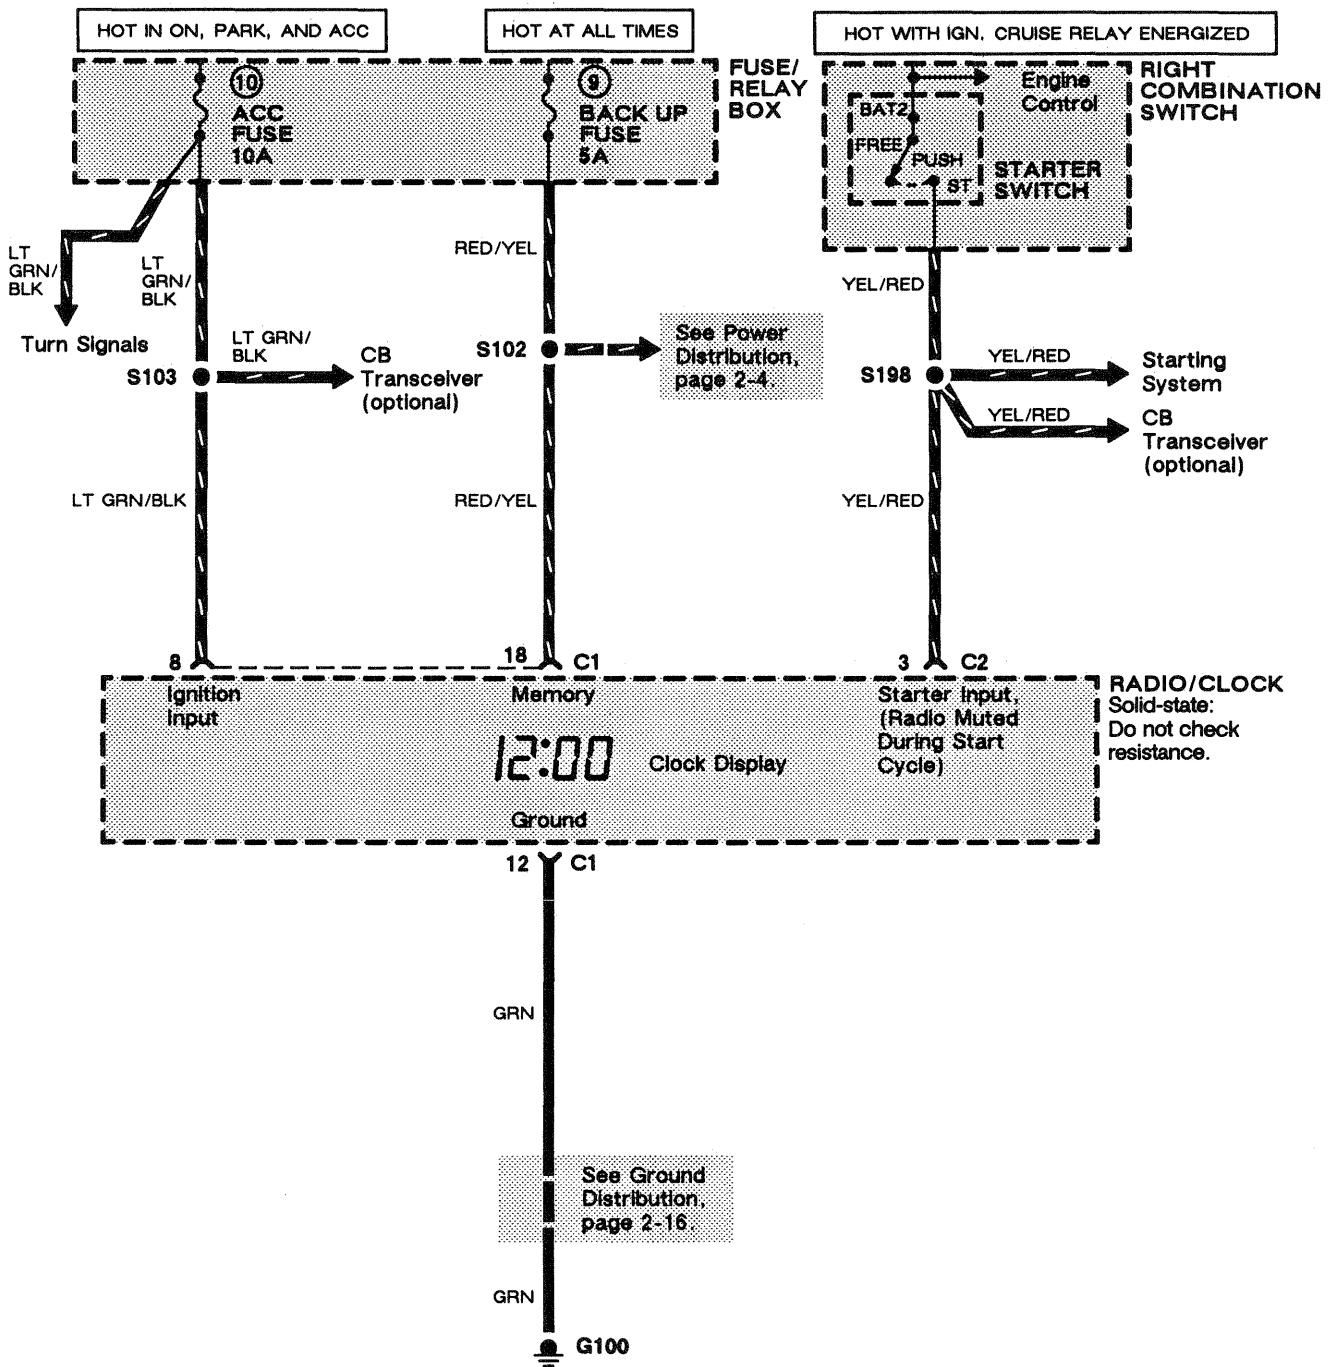 HOT IN ON, PARK, AND ACC
HOT AT ALL TIMES
HOT WITH IGN. CRUISE RELAY ENERGIZED
10
ACC
FUSE
10A
9
BACK UP
FUSE
5A
FUSE/
RELAY
BOX
Engine
Control
BAT2
FREE
PUSH
ST
STARTER
SWITCH
RIGHT
COMBINATION
SWITCH
LT
GRN/
BLK
LT
GRN/
BLK
RED/YEL
YEL/RED
Turn Signals
S103
LT GRN/
BLK
CB
Transceiver
(optional)
S102
See Power
Distribution,
page 2-4.
S198
YEL/RED
Starting
System
YEL/RED
CB
Transceiver
(optional)
LT GRN/BLK
RED/YEL
YEL/RED
8
18
C1
3
C2
Ignition
Input
Memory
Starter Input,
(Radio Muted
During Start
Cycle)
RADIO/CLOCK
Solid-state:
Do not check
resistance.
12:00
Clock Display
Ground
12
C1
GRN
See Ground
Distribution,
page 2-16.
GRN
G100